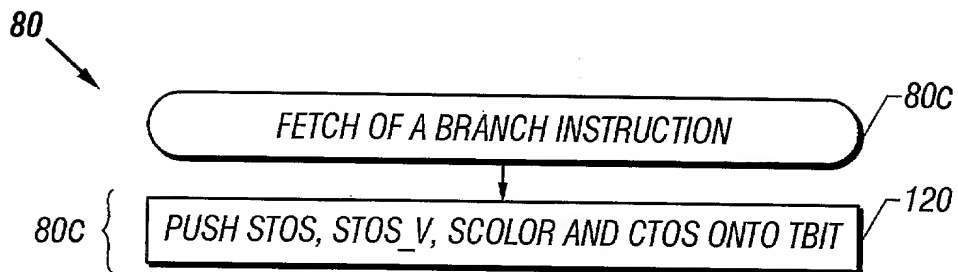 80
FETCH OF A BRANCH INSTRUCTION
80C
80C
PUSH STOS, STOS_V, SCOLOR AND CTOS ONTO TBIT
120